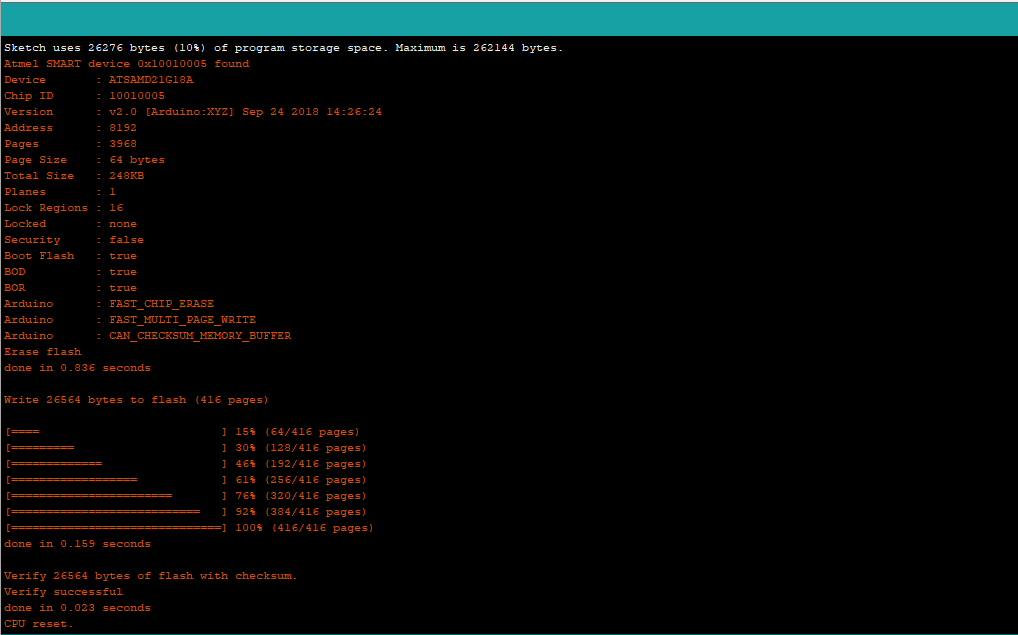 Sketch uses 26276 bytes (10%) of program storage space. Maximum is 262144 bytes.
Atmel SMART device 0x10010005 found
Device       : ATSAMD21G18A
Chip ID      : 10010005
Version      : v2.0 [Arduino:XYZ] Sep 24 2018 14:26:24
Address      : 8192
Pages        : 3968
Page Size    : 64 bytes
Total Size   : 248KB
Planes       : 1
Lock Regions : 16
Locked       : none
Security     : false
Boot Flash   : true
BOD          : true
BOR          : true
Arduino      : FAST_CHIP_ERASE
Arduino      : FAST_MULTI_PAGE_WRITE
Arduino      : CAN_CHECKSUM_MEMORY_BUFFER
Erase flash
done in 0.836 seconds
Write 26564 bytes to flash (416 pages)
[====                          ] 15% (64/416 pages)
[=========                     ] 30% (128/416 pages)
[=============                 ] 46% (192/416 pages)
[==================            ] 61% (256/416 pages)
[=======================       ] 76% (320/416 pages)
[===========================   ] 92% (384/416 pages)
[==============================] 100% (416/416 pages)
done in 0.159 seconds
Verify 26564 bytes of flash with checksum.
Verify successful
done in 0.023 seconds
CPU reset.